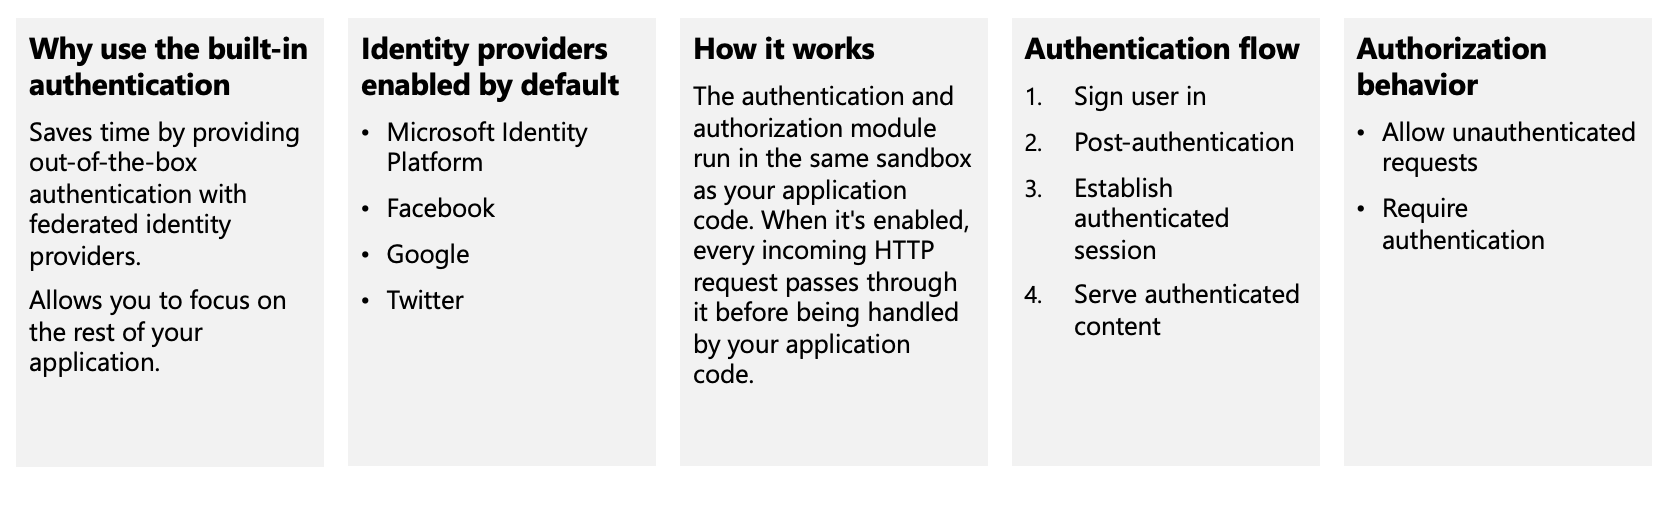 Why use the built-in
authentication
Saves time by providing
out-of-the-box
authentication with
federated identity
providers.
Allows you to focus on
the rest of your
application.
Identity providers
enabled by default
• Microsoft Identity
Platform
• Facebook
• Google
• Twitter
How it works
The authentication and
authorization module
run in the same sandbox
as your application
code. When it's enabled,
every incoming HTTP
request passes through
it before being handled
by your application
code.
Authentication flow
1. Sign user in
2. Post-authentication
3. Establish
authenticated
session
4. Serve authenticated
content
Authorization
behavior
• Allow unauthenticated
requests
• Require
authentication